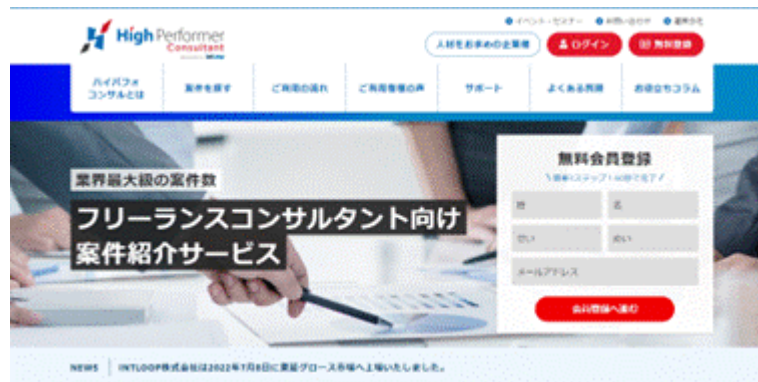 イベント・セミナー お問い合わせ 運営会社
High Performer
Consultant
人材をお求めの企業様 ログイン 無料登録
ハイパフォ
コンサルとは 案件を探す ご利用の流れ ご利用者様の声 サポート よくある質問 お役立ちコラム
業界最大級の案件数
フリーランスコンサルタント向け
案件紹介サービス
無料会員登録
簡単2ステップ!60秒で完了
姓 名
せい めい
メールアドレス
会員登録へ進む
NEWS INTLOOP株式会社は2022年7月8日に東証グロース市場へ上場いたしました。